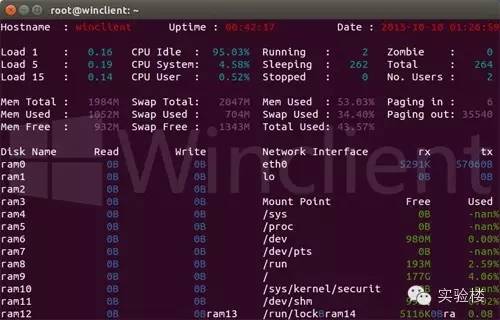 root@winclient: ~
Hostname : winclient Uptime : 00:42:17 Date : 2015-10-10 01:26:59
Load 1 : 0.16 CPU Idle : 95.03% Running : 2 Zombie : 0
Load 5 : 0.19 CPU System: 4.58% Sleeping : 262 Total : 264
Load 15 : 0.14 CPU User : 0.52% Stopped : 0 No. Users : 2
Mem Total : 1984M Swap Total: 2047M Mem Used : 53.03% Paging in : 6
Mem Used : 1052M Swap Used : 704M Swap Used : 34.40% Paging out: 35540
Mem Free : 932M Swap Free : 1343M Total Used: 43.57%
Disk Name Read Write Network Interface rx tx
ram0 0B 0B eth0 5291K 57060B
ram1 0B 0B lo 0B 0B
ram2 0B 0B
ram3 0B 0B Mount Point Free Used
ram4 0B 0B /sys 0B -nan%
ram5 0B 0B /proc 0B -nan%
ram6 0B 0B /dev 980M 0.00%
ram7 0B 0B /dev/pts 0B -nan%
ram8 0B 0B /run 193M 2.59%
ram9 0B 0B / 177G 4.06%
ram10 0B 0B /sys/kernel/securit 0B -nan%
ram11 0B 0B /dev/shm
ram12 0B 0Bram13 /run/lock0Bram14 5116K0Bra 0.08
Winclient
实验楼